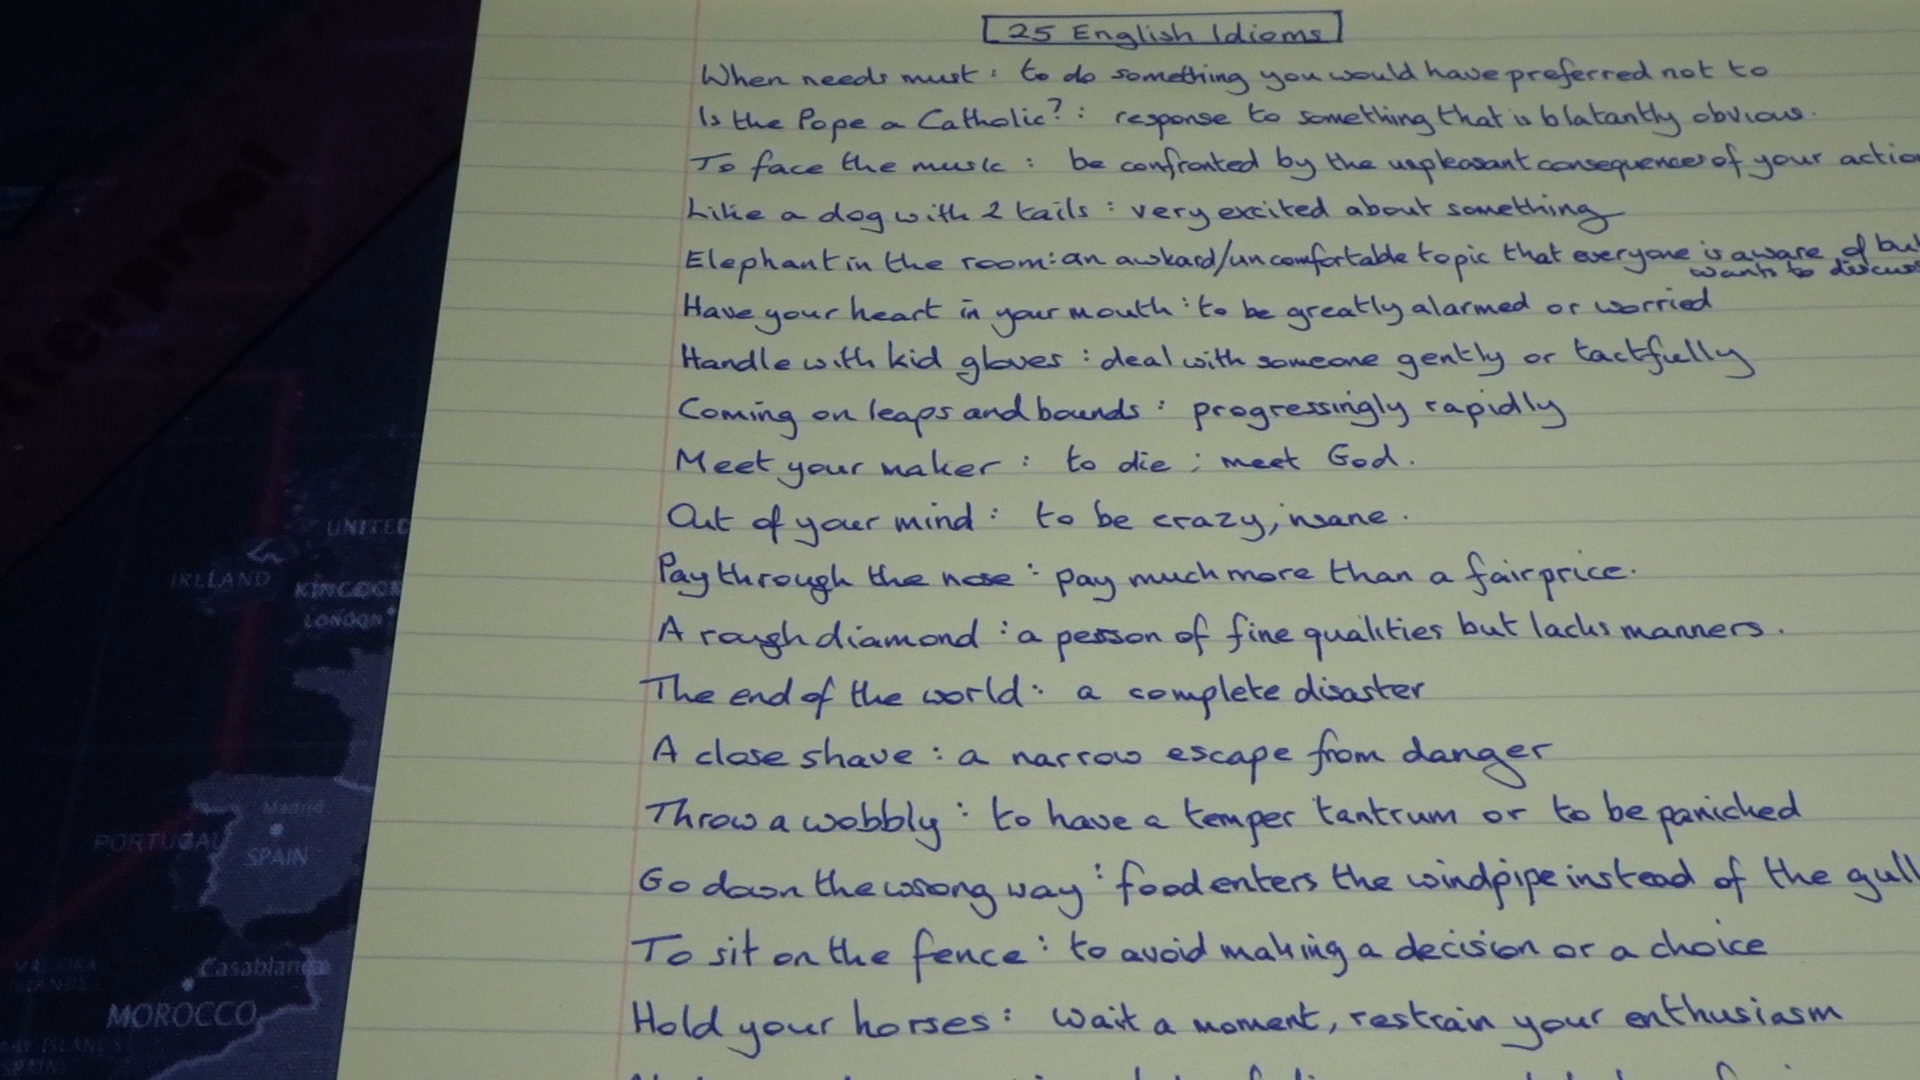 25 English Idioms
When needs must : to do something you would have preferred not to
Is the Pope a Catholic? : response to something that is blatantly obvious.
To face the music : be confronted by the unpleasant consequences of your actio
Like a dog with 2 tails : very excited about something
Elephant in the room : an awkard/uncomfortable topic that everyone is aware of but
wants to discuss
Have your heart in your mouth : to be greatly alarmed or worried
Handle with kid gloves : deal with someone gently or tactfully
Coming on leaps and bounds : progressingly rapidly
Meet your maker : to die ; meet God.
Out of your mind : to be crazy, insane.
Pay through the nose : pay much more than a fair price.
A rough diamond : a person of fine qualities but lacks manners.
The end of the world : a complete disaster
A close shave : a narrow escape from danger
Throw a wobbly : to have a temper tantrum or to be panicked
Go down the wrong way : food enters the windpipe instead of the gull
To sit on the fence : to avoid making a decision or a choice
Hold your horses : wait a moment, restrain your enthusiasm
terproof
UNITED
IRELAND
KINGDOM
LONDON
Madrid
PORTUGAL
SPAIN
Casablanca
MOROCCO